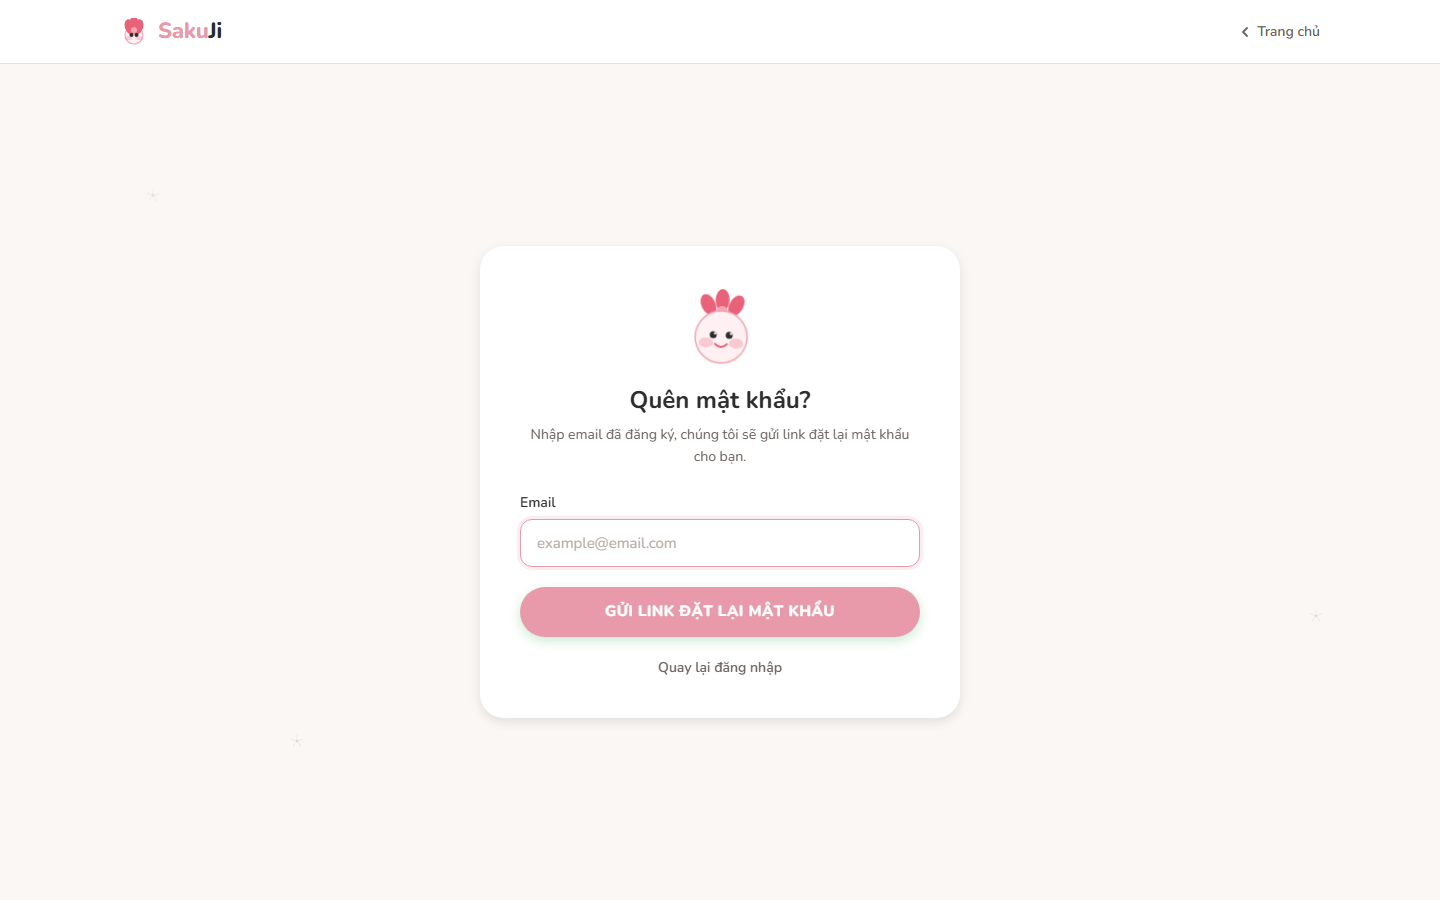 SakuJi
Trang chủ
Quên mật khẩu?
Nhập email đã đăng ký, chúng tôi sẽ gửi link đặt lại mật khẩu
cho bạn.
Email
example@email.com
GỬI LINK ĐẶT LẠI MẬT KHẨU
Quay lại đăng nhập